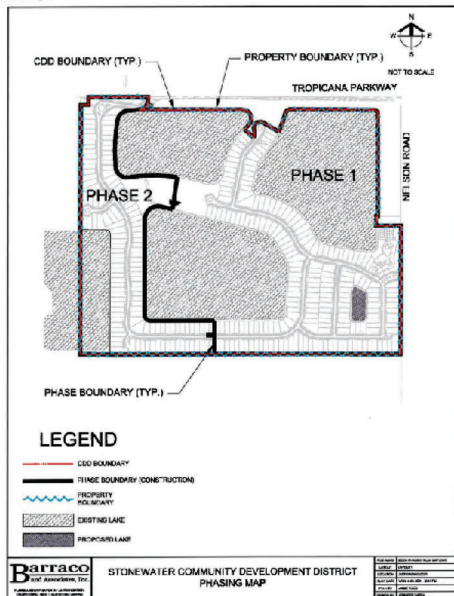 N
W E
S
NOT TO SCALE
CDD BOUNDARY (TYP.)
PROPERTY BOUNDARY (TYP.)
TROPICANA PARKWAY
NELSON ROAD
PHASE 1
PHASE 2
PHASE BOUNDARY (TYP.)
LEGEND
CDD BOUNDARY
PHASE BOUNDARY (CONSTRUCTION)
PROPERTY
BOUNDARY
EXISTING LAKE
PROPOSED LAKE
Barraco
and Associates, Inc.
STONEWATER COMMUNITY DEVELOPMENT DISTRICT
PHASING MAP